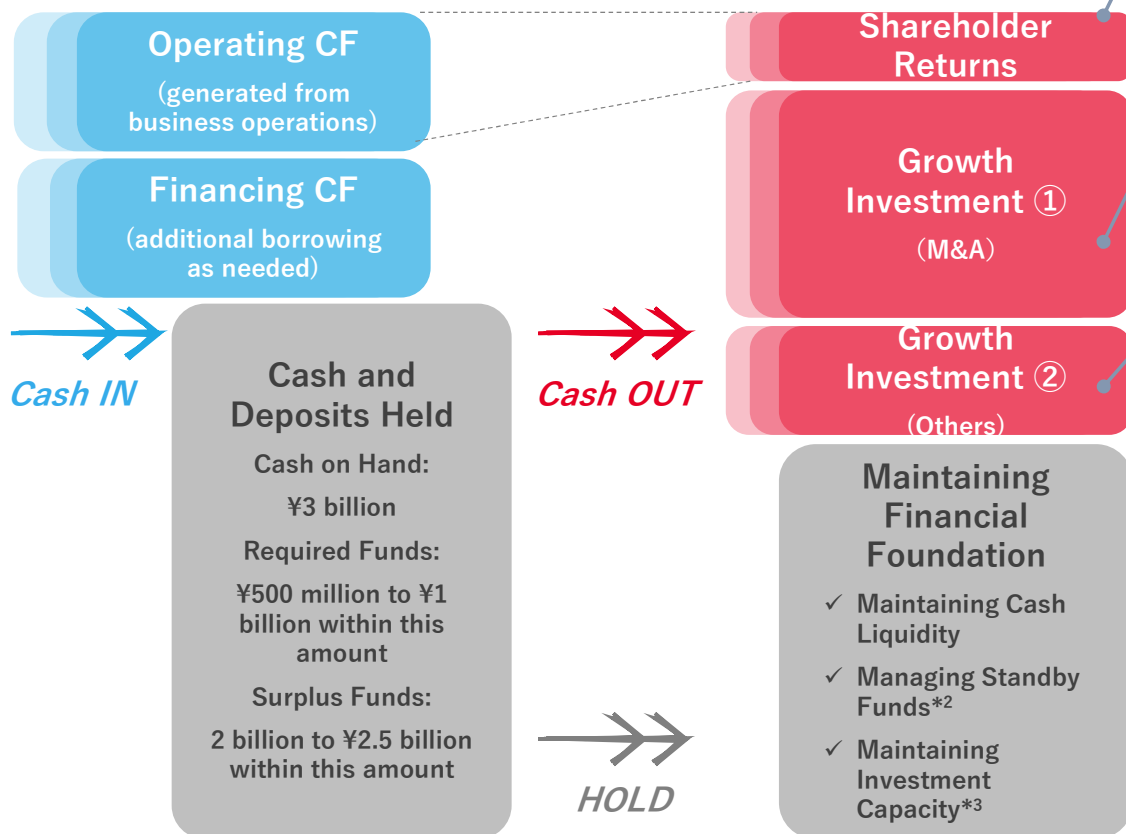 Operating CF
(generated from
business operations)
Financing CF
(additional borrowing
as needed)
Cash IN
Cash and
Deposits Held
Cash on Hand:
¥3 billion
Required Funds:
¥500 million to ¥1
billion within this
amount
Surplus Funds:
2 billion to ¥2.5 billion
within this amount
Cash OUT
HOLD
Shareholder
Returns
Growth
Investment ①
(M&A)
Growth
Investment ②
(Others)
Maintaining
Financial
Foundation
✓ Maintaining Cash
Liquidity
✓ Managing Standby
Funds*2
✓ Maintaining
Investment
Capacity*3